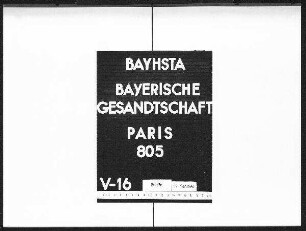 BAYHSTA
BAYERISCHE
GESANDTSCHAFT
PARIS
805
V-16